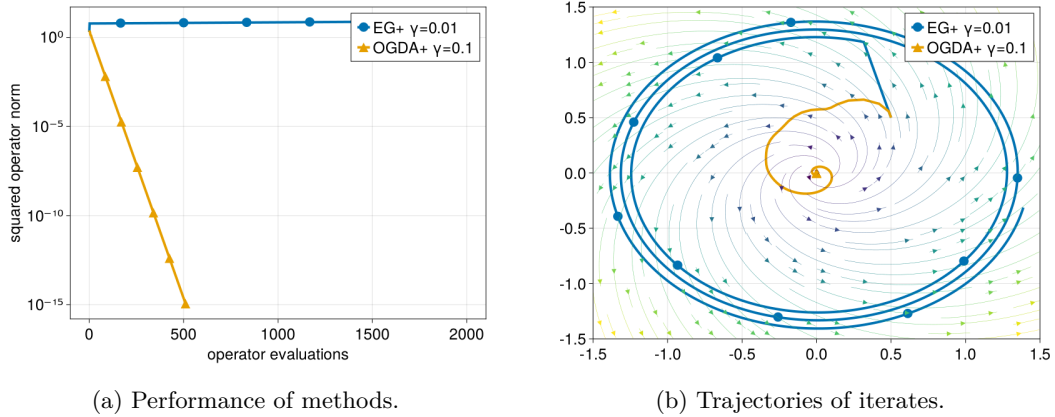 EG+ γ=0.01
OGDA+ γ=0.1
10⁰
10⁻⁵
10⁻¹⁰
10⁻¹⁵
squared operator norm
0 500 1000 1500 2000
operator evaluations
(a) Performance of methods.
EG+ γ=0.01
OGDA+ γ=0.1
1.5
1.0
0.5
0.0
-0.5
-1.0
-1.5
-1.5 -1.0 -0.5 0.0 0.5 1.0 1.5
(b) Trajectories of iterates.